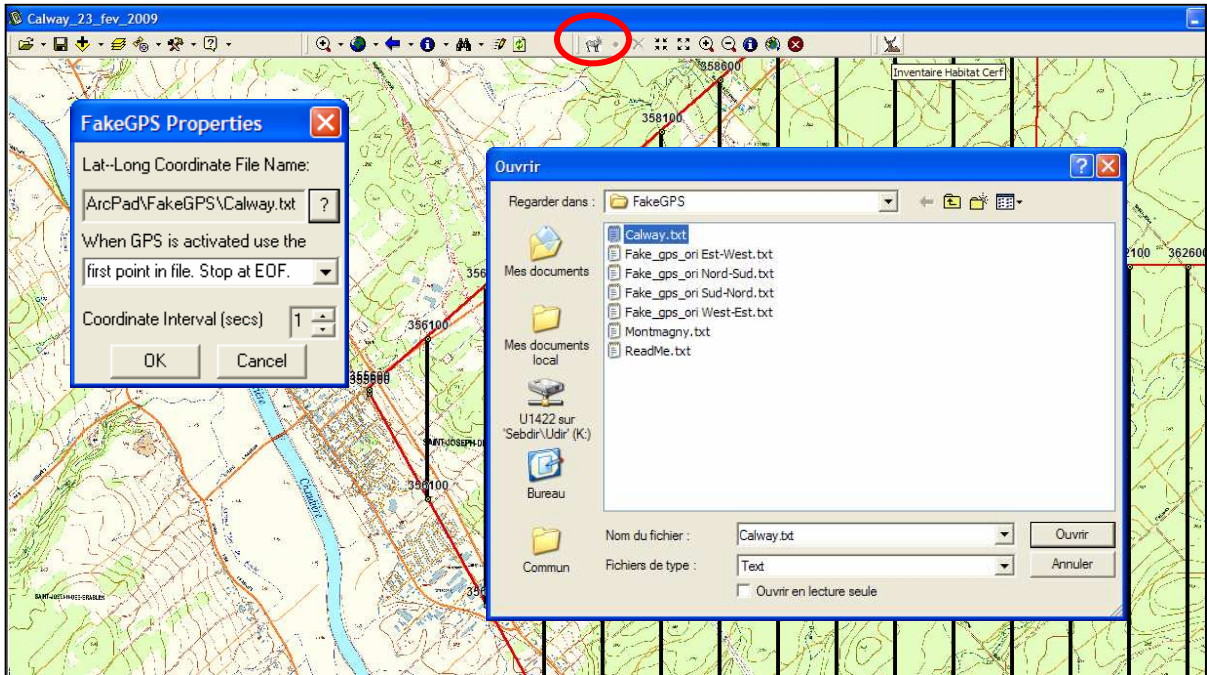 Calway_23_fev_2009
Inventaire Habitat Cerf
358600
358100
FakeGPS Properties
Lat--Long Coordinate File Name:
ArcPad\FakeGPS\Calway.txt
?
When GPS is activated use the
first point in file. Stop at EOF.
Coordinate Interval (secs)
1
OK
Cancel
Ouvrir
Regarder dans :
FakeGPS
Mes documents
Mes documents
local
U1422 sur
'Sebdir\Udir' (K:)
Bureau
Commun
Calway.txt
Fake_gps_ori Est-West.txt
Fake_gps_ori Nord-Sud.txt
Fake_gps_ori Sud-Nord.txt
Fake_gps_ori West-Est.txt
Montmagny.txt
ReadMe.txt
Nom du fichier :
Calway.txt
Ouvrir
Fichiers de type :
Text
Annuler
Ouvrir en lecture seule
2100
362600
356
356100
356100
Chaudière